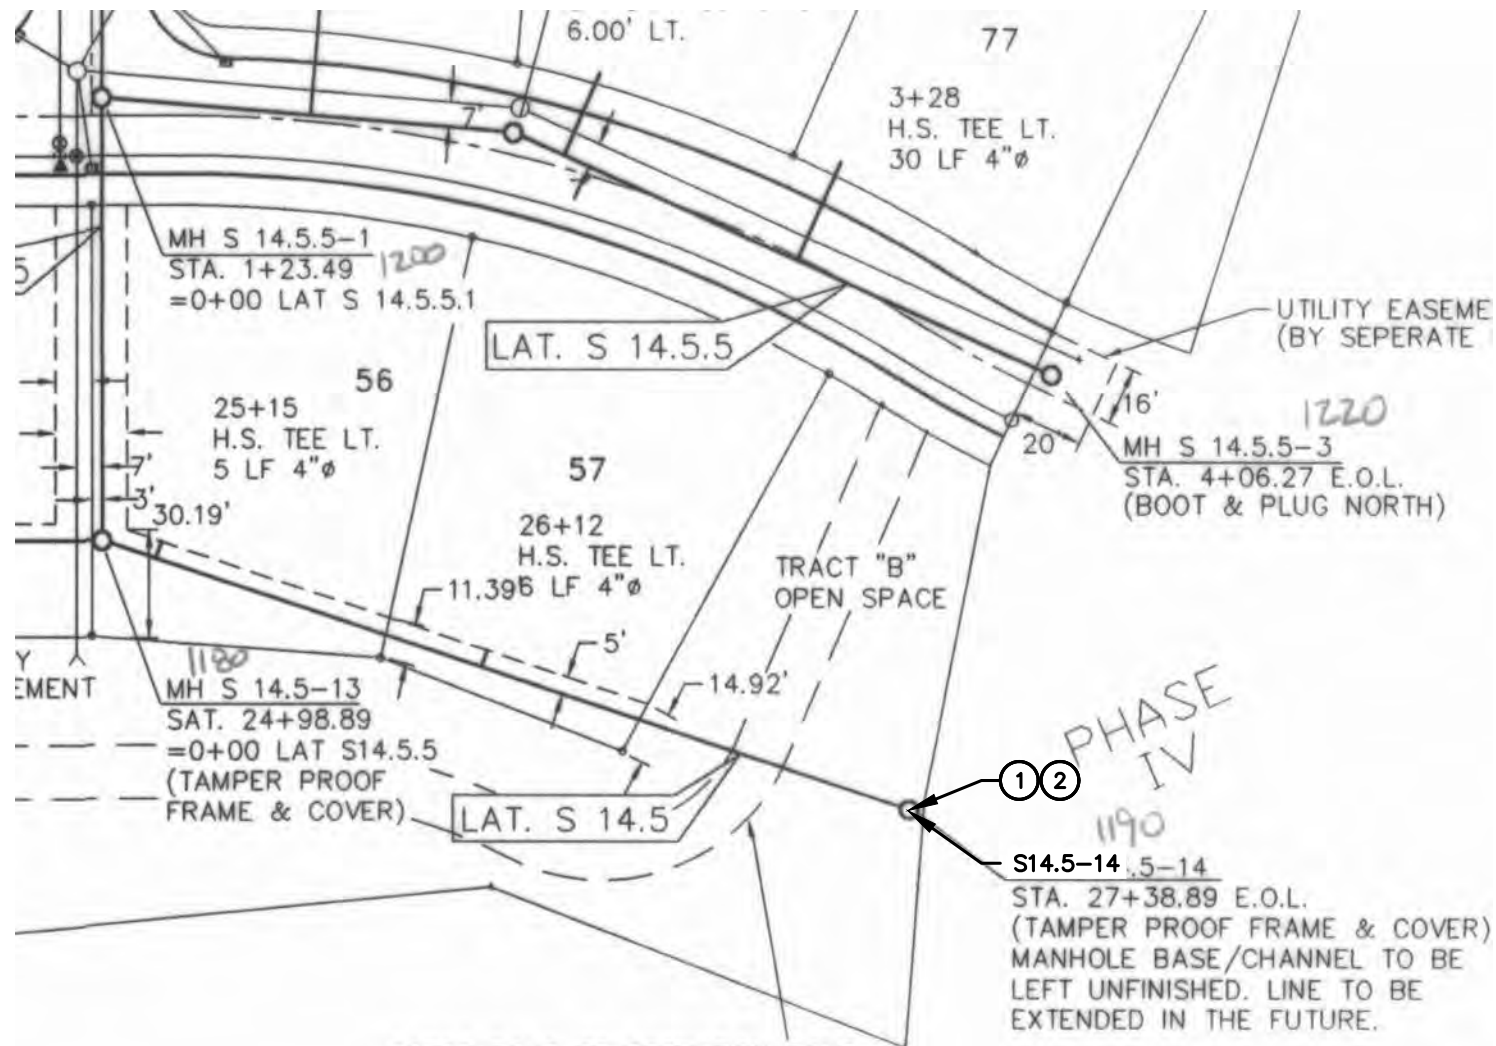 6.00' LT.
77
3+28
H.S. TEE LT.
30 LF 4"ø
7'
MH S 14.5.5-1
1200
STA. 1+23.49
=0+00 LAT S 14.5.5.1
LAT. S 14.5.5
UTILITY EASEME
(BY SEPERATE
56
25+15
H.S. TEE LT.
5 LF 4"ø
16'
1220
20
MH S 14.5.5-3
STA. 4+06.27 E.O.L.
(BOOT & PLUG NORTH)
7'
3'
30.19'
57
26+12
H.S. TEE LT.
6 LF 4"ø
11.39
TRACT "B"
OPEN SPACE
5'
14.92'
Y
EMENT
1180
MH S 14.5-13
SAT. 24+98.89
=0+00 LAT S14.5.5
(TAMPER PROOF
FRAME & COVER)
LAT. S 14.5
PHASE
IV
1 2
1190
S14.5-14 .5-14
STA. 27+38.89 E.O.L.
(TAMPER PROOF FRAME & COVER)
MANHOLE BASE/CHANNEL TO BE
LEFT UNFINISHED. LINE TO BE
EXTENDED IN THE FUTURE.